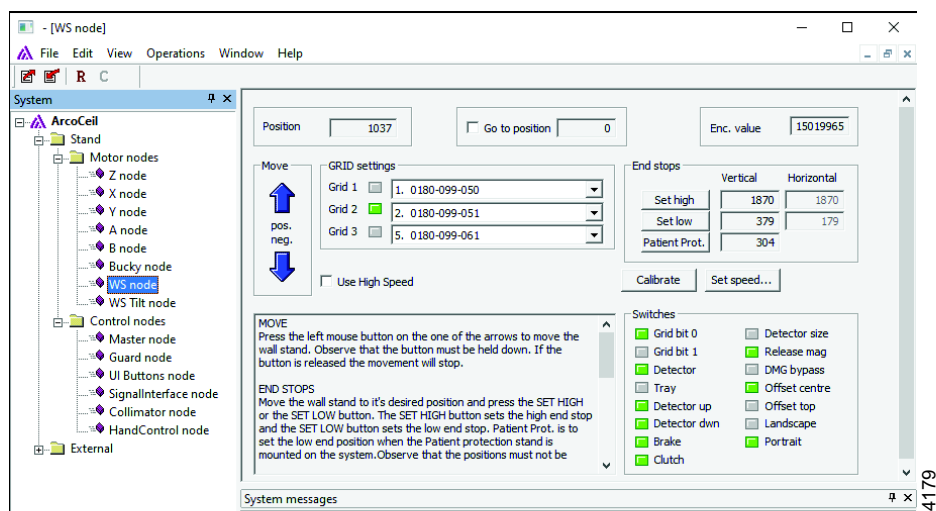 - [WS node]
File Edit View Operations Window Help
R C
System
ArcoCeil
Stand
Motor nodes
Z node
X node
Y node
A node
B node
Bucky node
WS node
WS Tilt node
Control nodes
Master node
Guard node
UI Buttons node
SignalInterface node
Collimator node
HandControl node
External
Position 1037
Go to position 0
Enc. value 15019965
Move
pos.
neg.
GRID settings
Grid 1 1. 0180-099-050
Grid 2 2. 0180-099-051
Grid 3 5. 0180-099-061
Use High Speed
End stops
Vertical Horizontal
Set high 1870 1870
Set low 379 179
Patient Prot. 304
Calibrate Set speed...
MOVE
Press the left mouse button on the one of the arrows to move the
wall stand. Observe that the button must be held down. If the
button is released the movement will stop.
END STOPS
Move the wall stand to it's desired position and press the SET HIGH
or the SET LOW button. The SET HIGH button sets the high end stop
and the SET LOW button sets the low end stop. Patient Prot. is to
set the low end position when the Patient protection stand is
mounted on the system.Observe that the positions must not be
Switches
Grid bit 0 Detector size
Grid bit 1 Release mag
Detector DMG bypass
Tray Offset centre
Detector up Offset top
Detector dwn Landscape
Brake Portrait
Clutch
System messages
4179